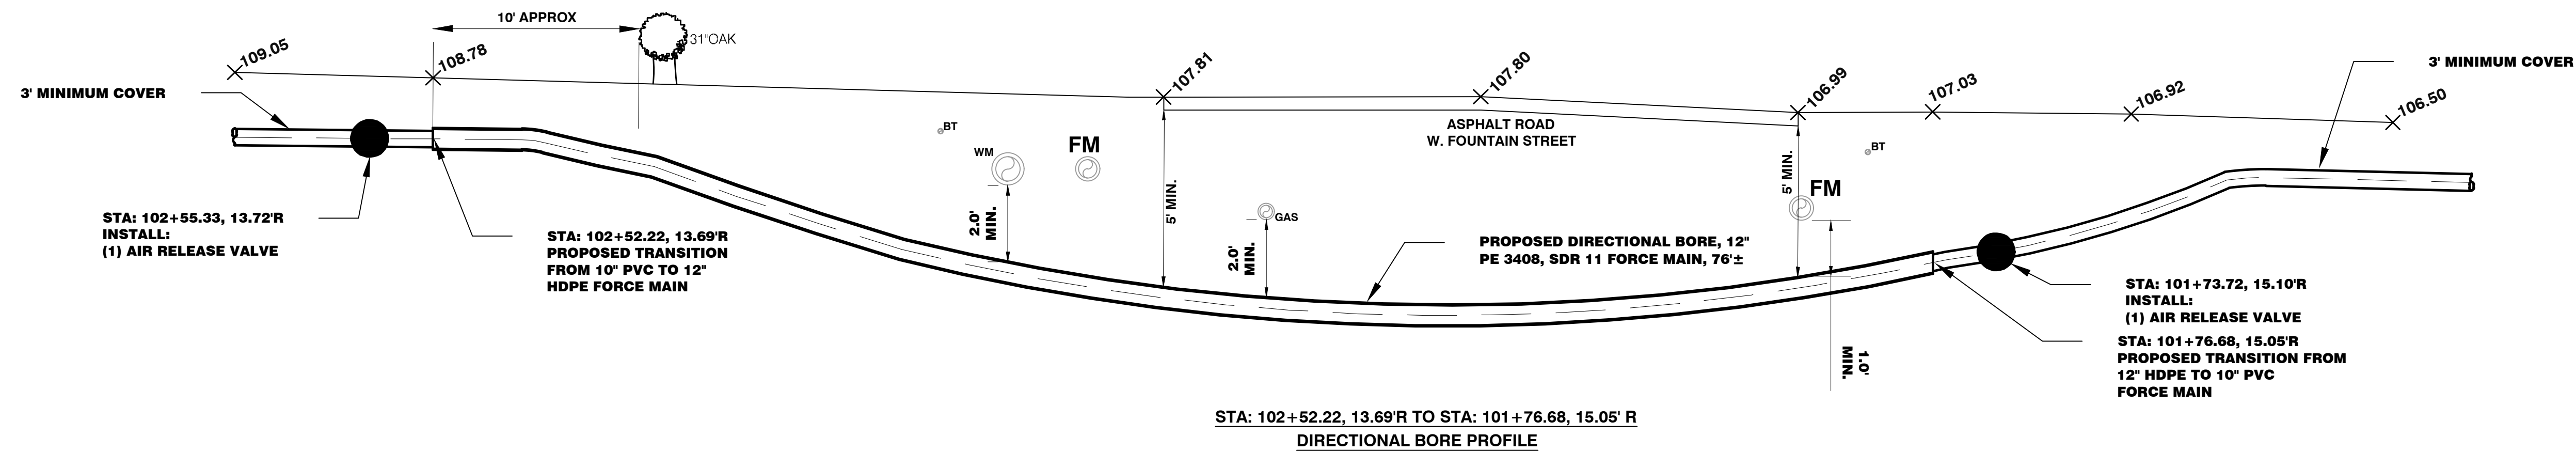 10' APPROX
31"OAK
109.05
108.78
107.81
107.80
106.99
107.03
106.92
106.50
3' MINIMUM COVER
3' MINIMUM COVER
BT
WM
FM
ASPHALT ROAD
W. FOUNTAIN STREET
BT
FM
5' MIN.
5' MIN.
2.0'
MIN.
GAS
2.0'
MIN.
STA: 102+55.33, 13.72'R
INSTALL:
(1) AIR RELEASE VALVE
STA: 102+52.22, 13.69'R
PROPOSED TRANSITION
FROM 10" PVC TO 12"
HDPE FORCE MAIN
PROPOSED DIRECTIONAL BORE, 12"
PE 3408, SDR 11 FORCE MAIN, 76'±
1.0'
MIN.
STA: 101+73.72, 15.10'R
INSTALL:
(1) AIR RELEASE VALVE
STA: 101+76.68, 15.05'R
PROPOSED TRANSITION FROM
12" HDPE TO 10" PVC
FORCE MAIN
STA: 102+52.22, 13.69'R TO STA: 101+76.68, 15.05' R
DIRECTIONAL BORE PROFILE